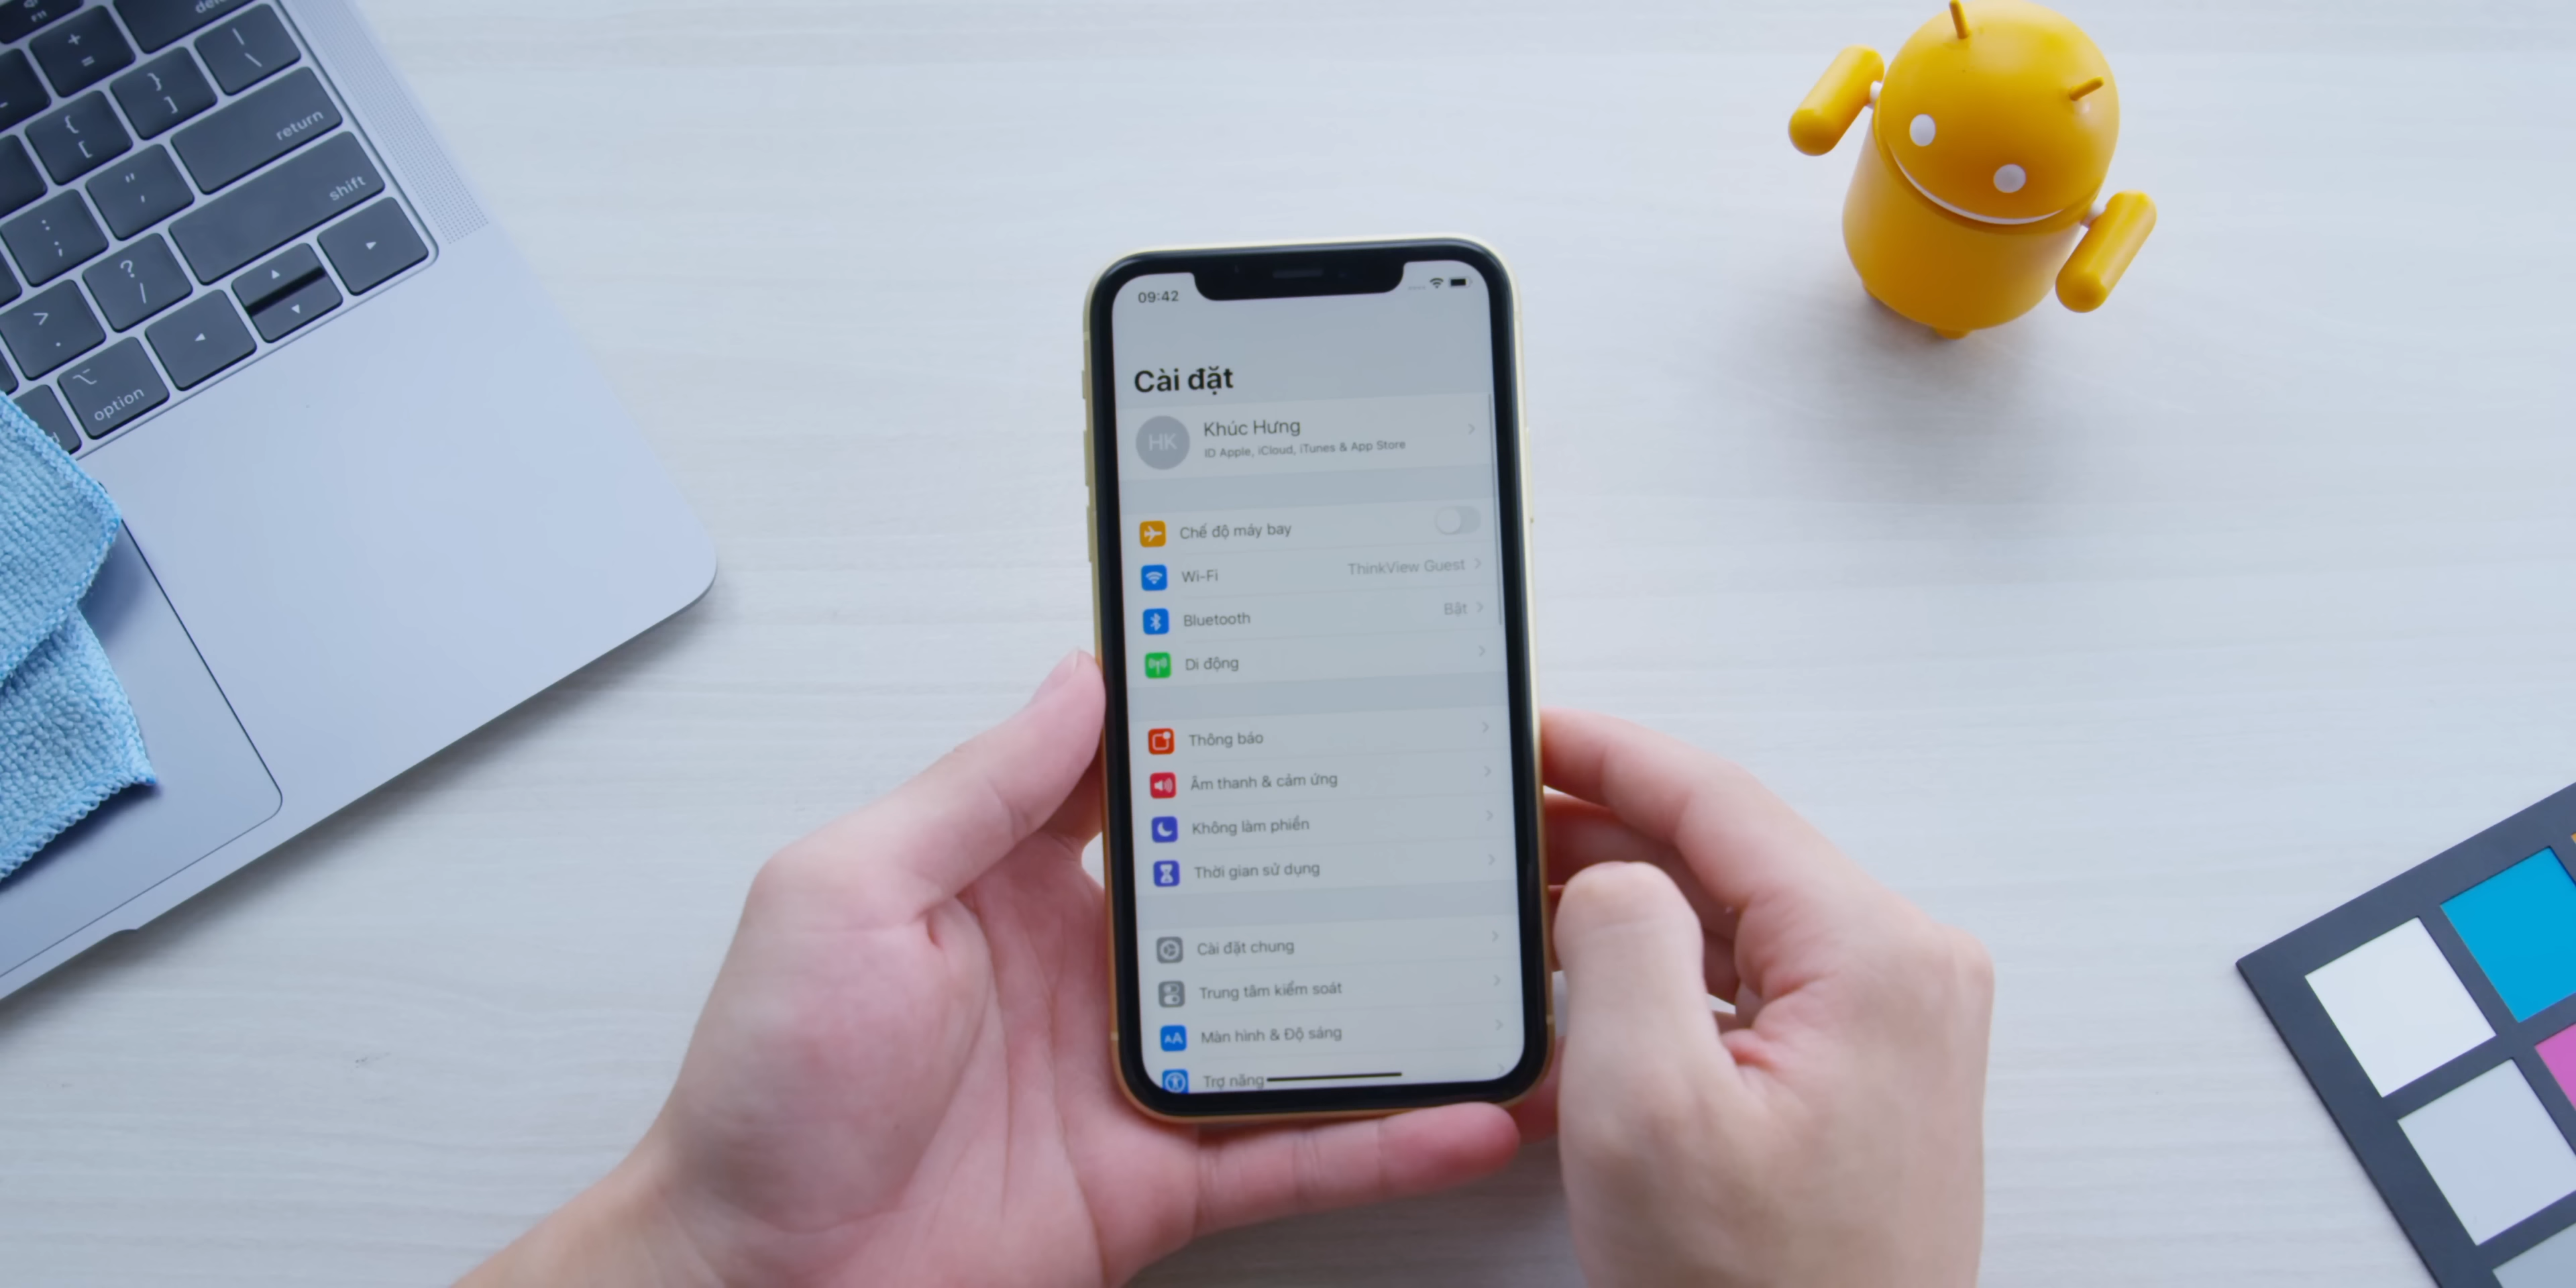 dele
+
=
|
\
}
]
{
[
return
"
'
shift
:
;
?
/
>
.
option
09:42
Cài đặt
HK
Khúc Hưng
ID Apple, iCloud, iTunes & App Store
Chế độ máy bay
Wi-Fi
ThinkView Guest
Bluetooth
Bật
Di động
Thông báo
Âm thanh & cảm ứng
Không làm phiền
Thời gian sử dụng
Cài đặt chung
Trung tâm kiểm soát
AA
Màn hình & Độ sáng
Trợ năng